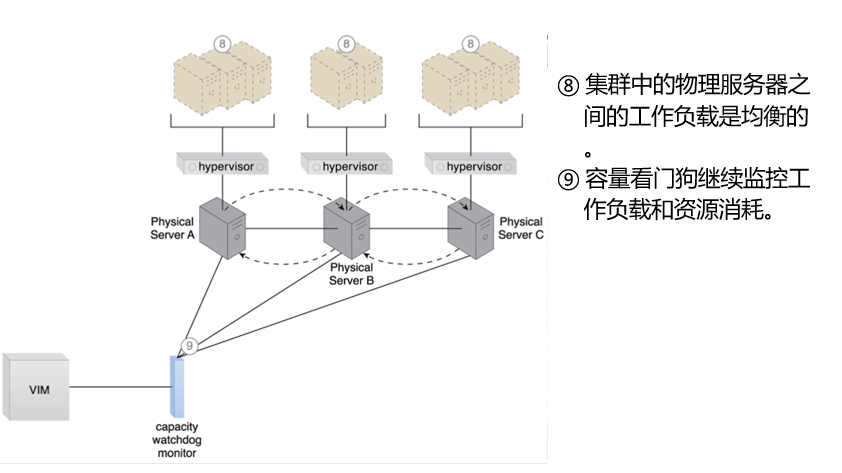 8
8
8
hypervisor
hypervisor
hypervisor
Physical
Server A
Physical
Server B
Physical
Server C
9
VIM
capacity
watchdog
monitor
⑧ 集群中的物理服务器之
间的工作负载是均衡的
。
⑨ 容量看门狗继续监控工
作负载和资源消耗。